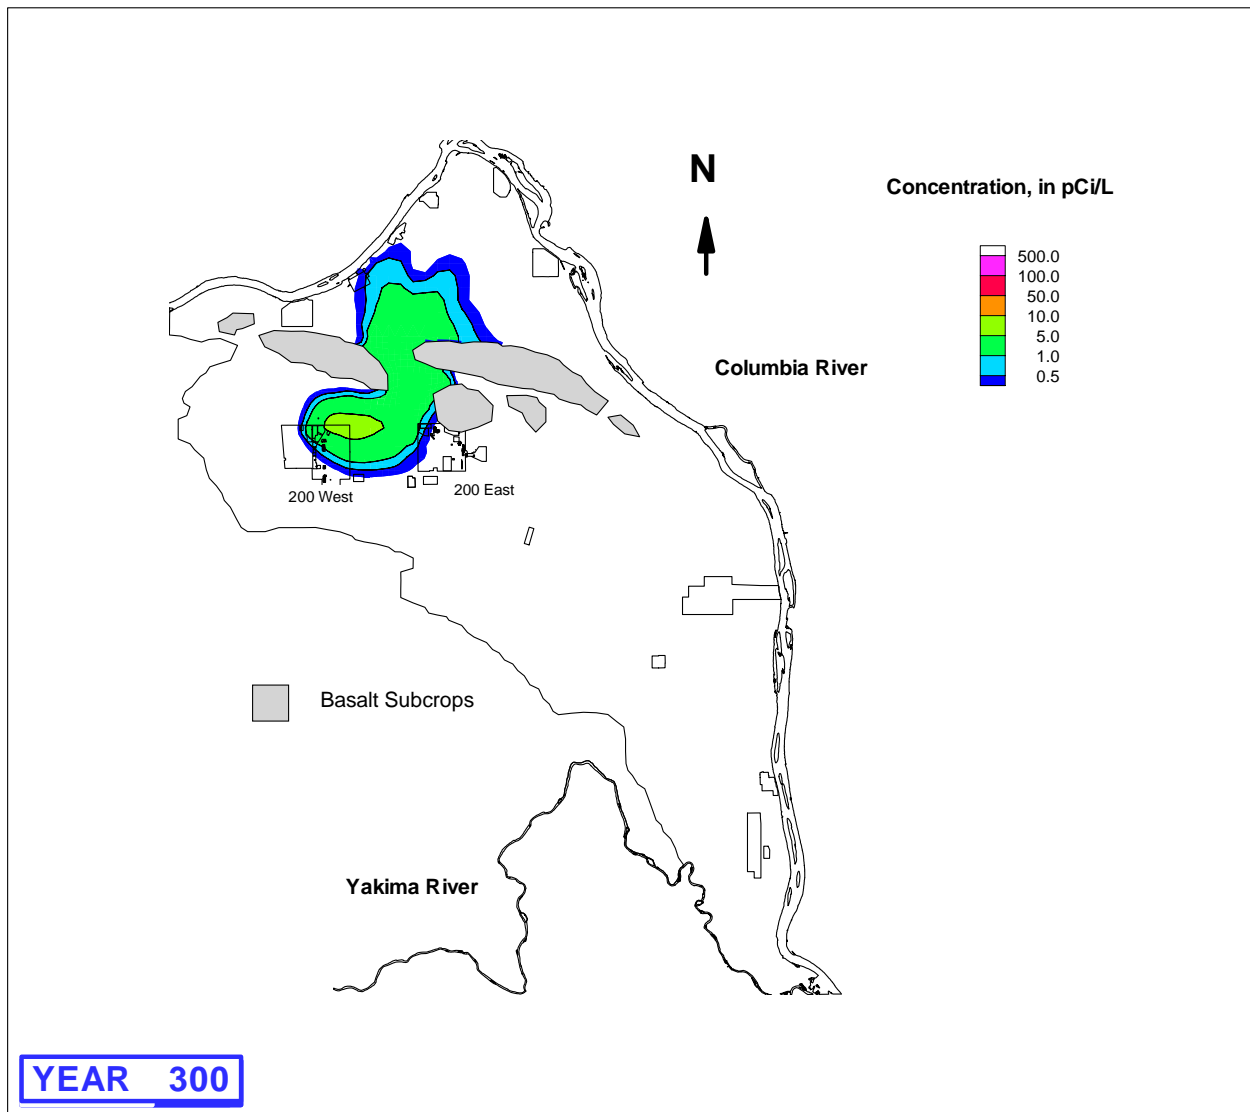 N
Concentration, in pCi/L
500.0
100.0
50.0
10.0
5.0
1.0
0.5
Columbia River
200 West
200 East
Basalt Subcrops
Yakima River
YEAR 300